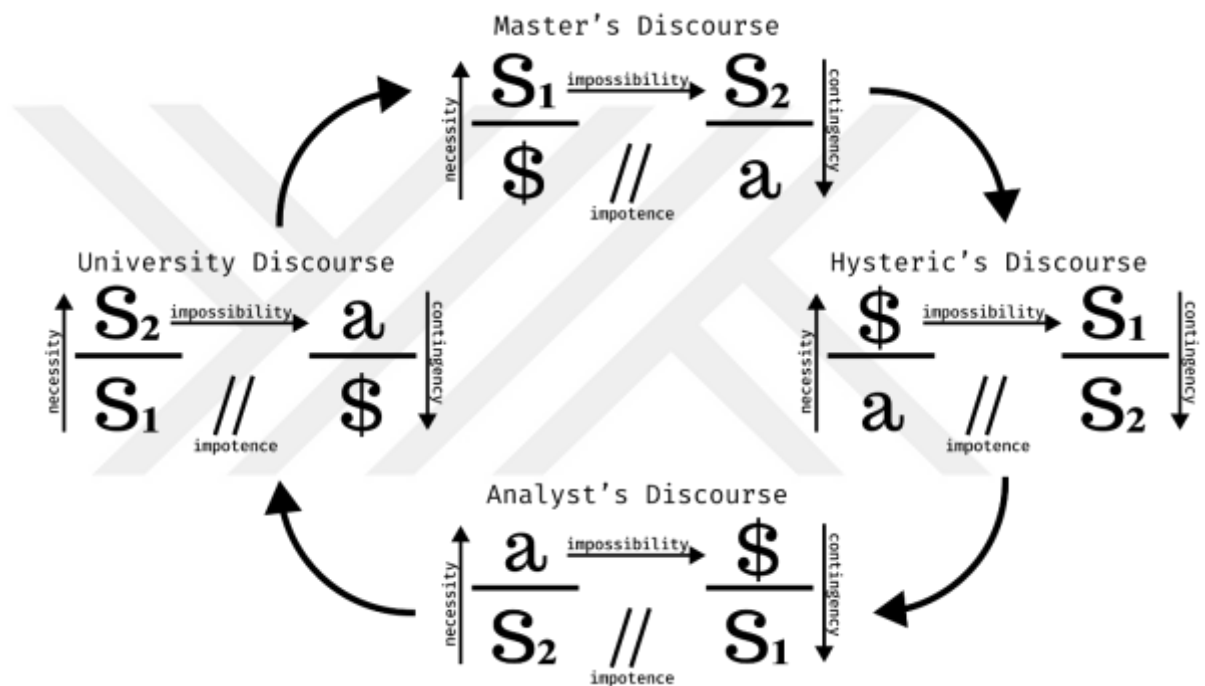 Master's Discourse
necessity
S₁ impossibility S₂
contingency
$ // a
impotence
University Discourse
necessity
S₂ impossibility a
contingency
S₁ // $
impotence
Hysteric's Discourse
necessity
$ impossibility S₁
contingency
a // S₂
impotence
Analyst's Discourse
necessity
a impossibility $
contingency
S₂ // S₁
impotence